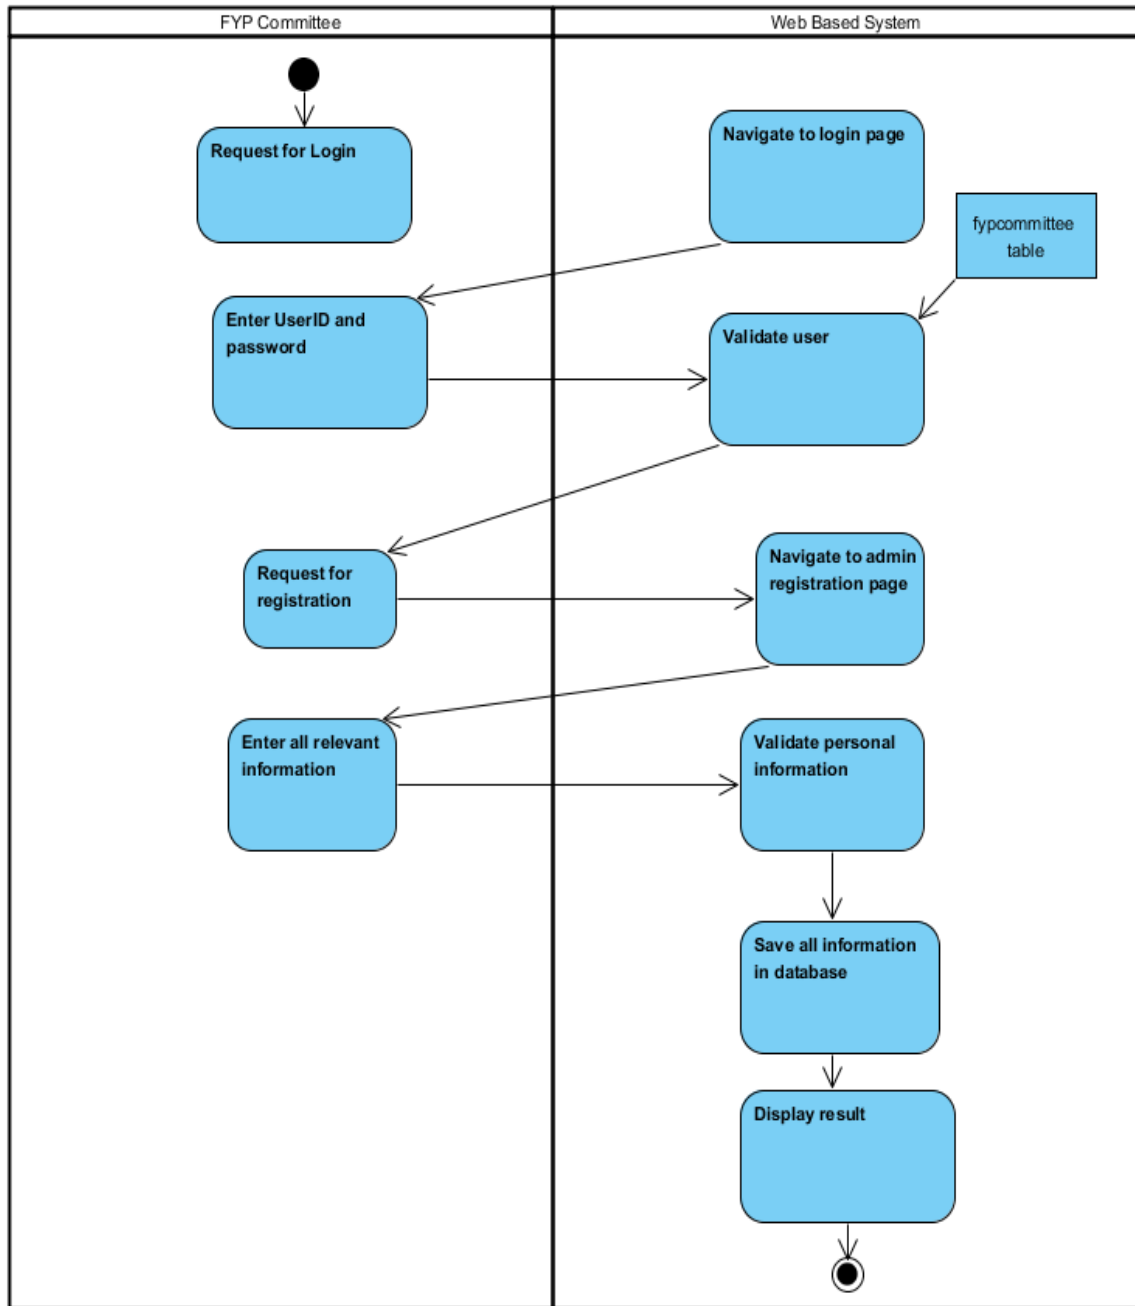 FYP Committee
Web Based System
Request for Login
Navigate to login page
fypcommittee
table
Enter UserID and
password
Validate user
Request for
registration
Navigate to admin
registration page
Enter all relevant
information
Validate personal
information
Save all information
in database
Display result